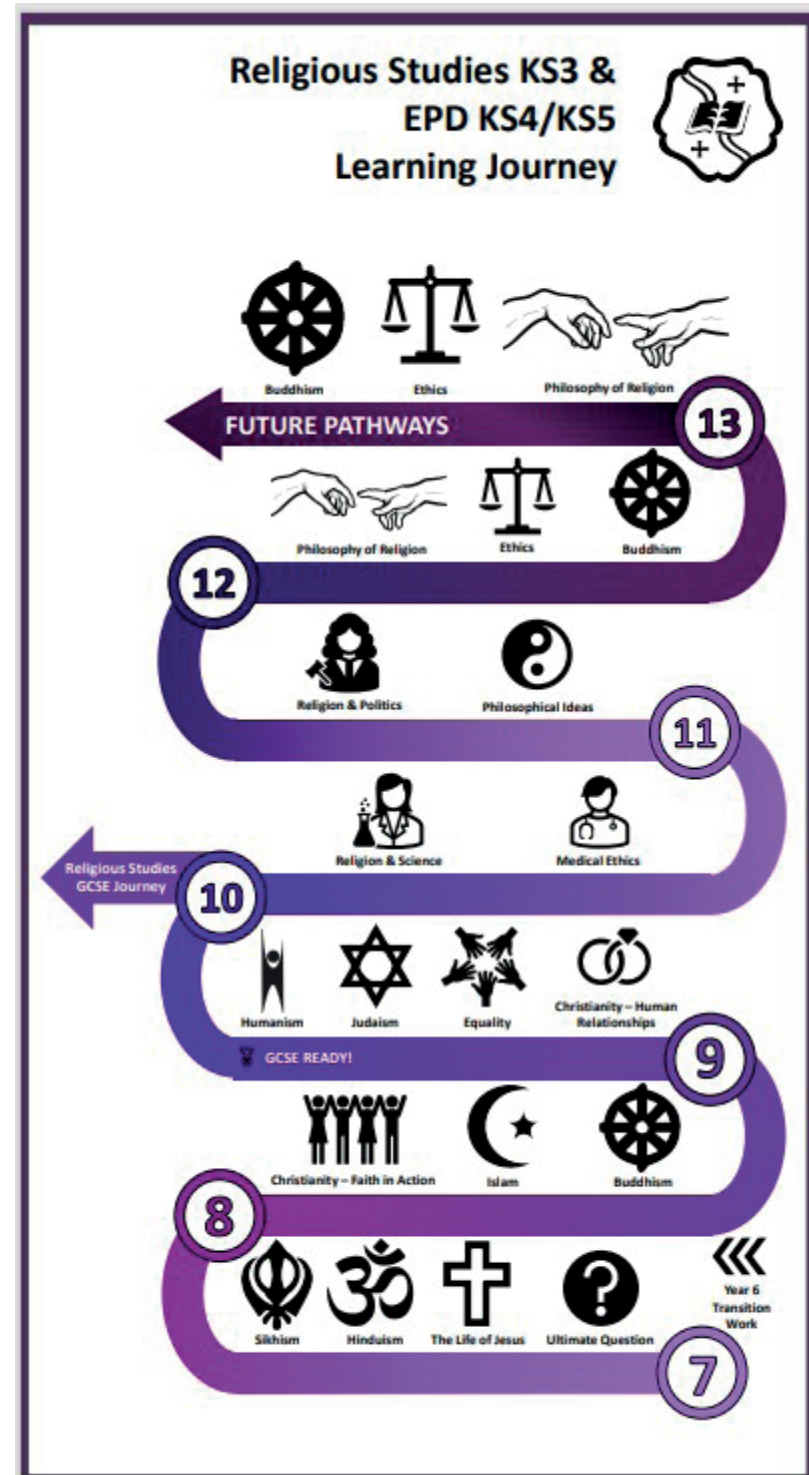 Religious Studies KS3 &
EPD KS4/KS5
Learning Journey
Buddhism
Ethics
Philosophy of Religion
FUTURE PATHWAYS
13
Philosophy of Religion
Ethics
Buddhism
12
Religion & Politics
Philosophical Ideas
11
Religion & Science
Medical Ethics
Religious Studies
GCSE Journey
10
Humanism
Judaism
Equality
Christianity – Human
Relationships
GCSE READY!
9
Christianity – Faith in Action
Islam
Buddhism
8
Sikhism
Hinduism
The Life of Jesus
Ultimate Question
Year 6
Transition
Work
7